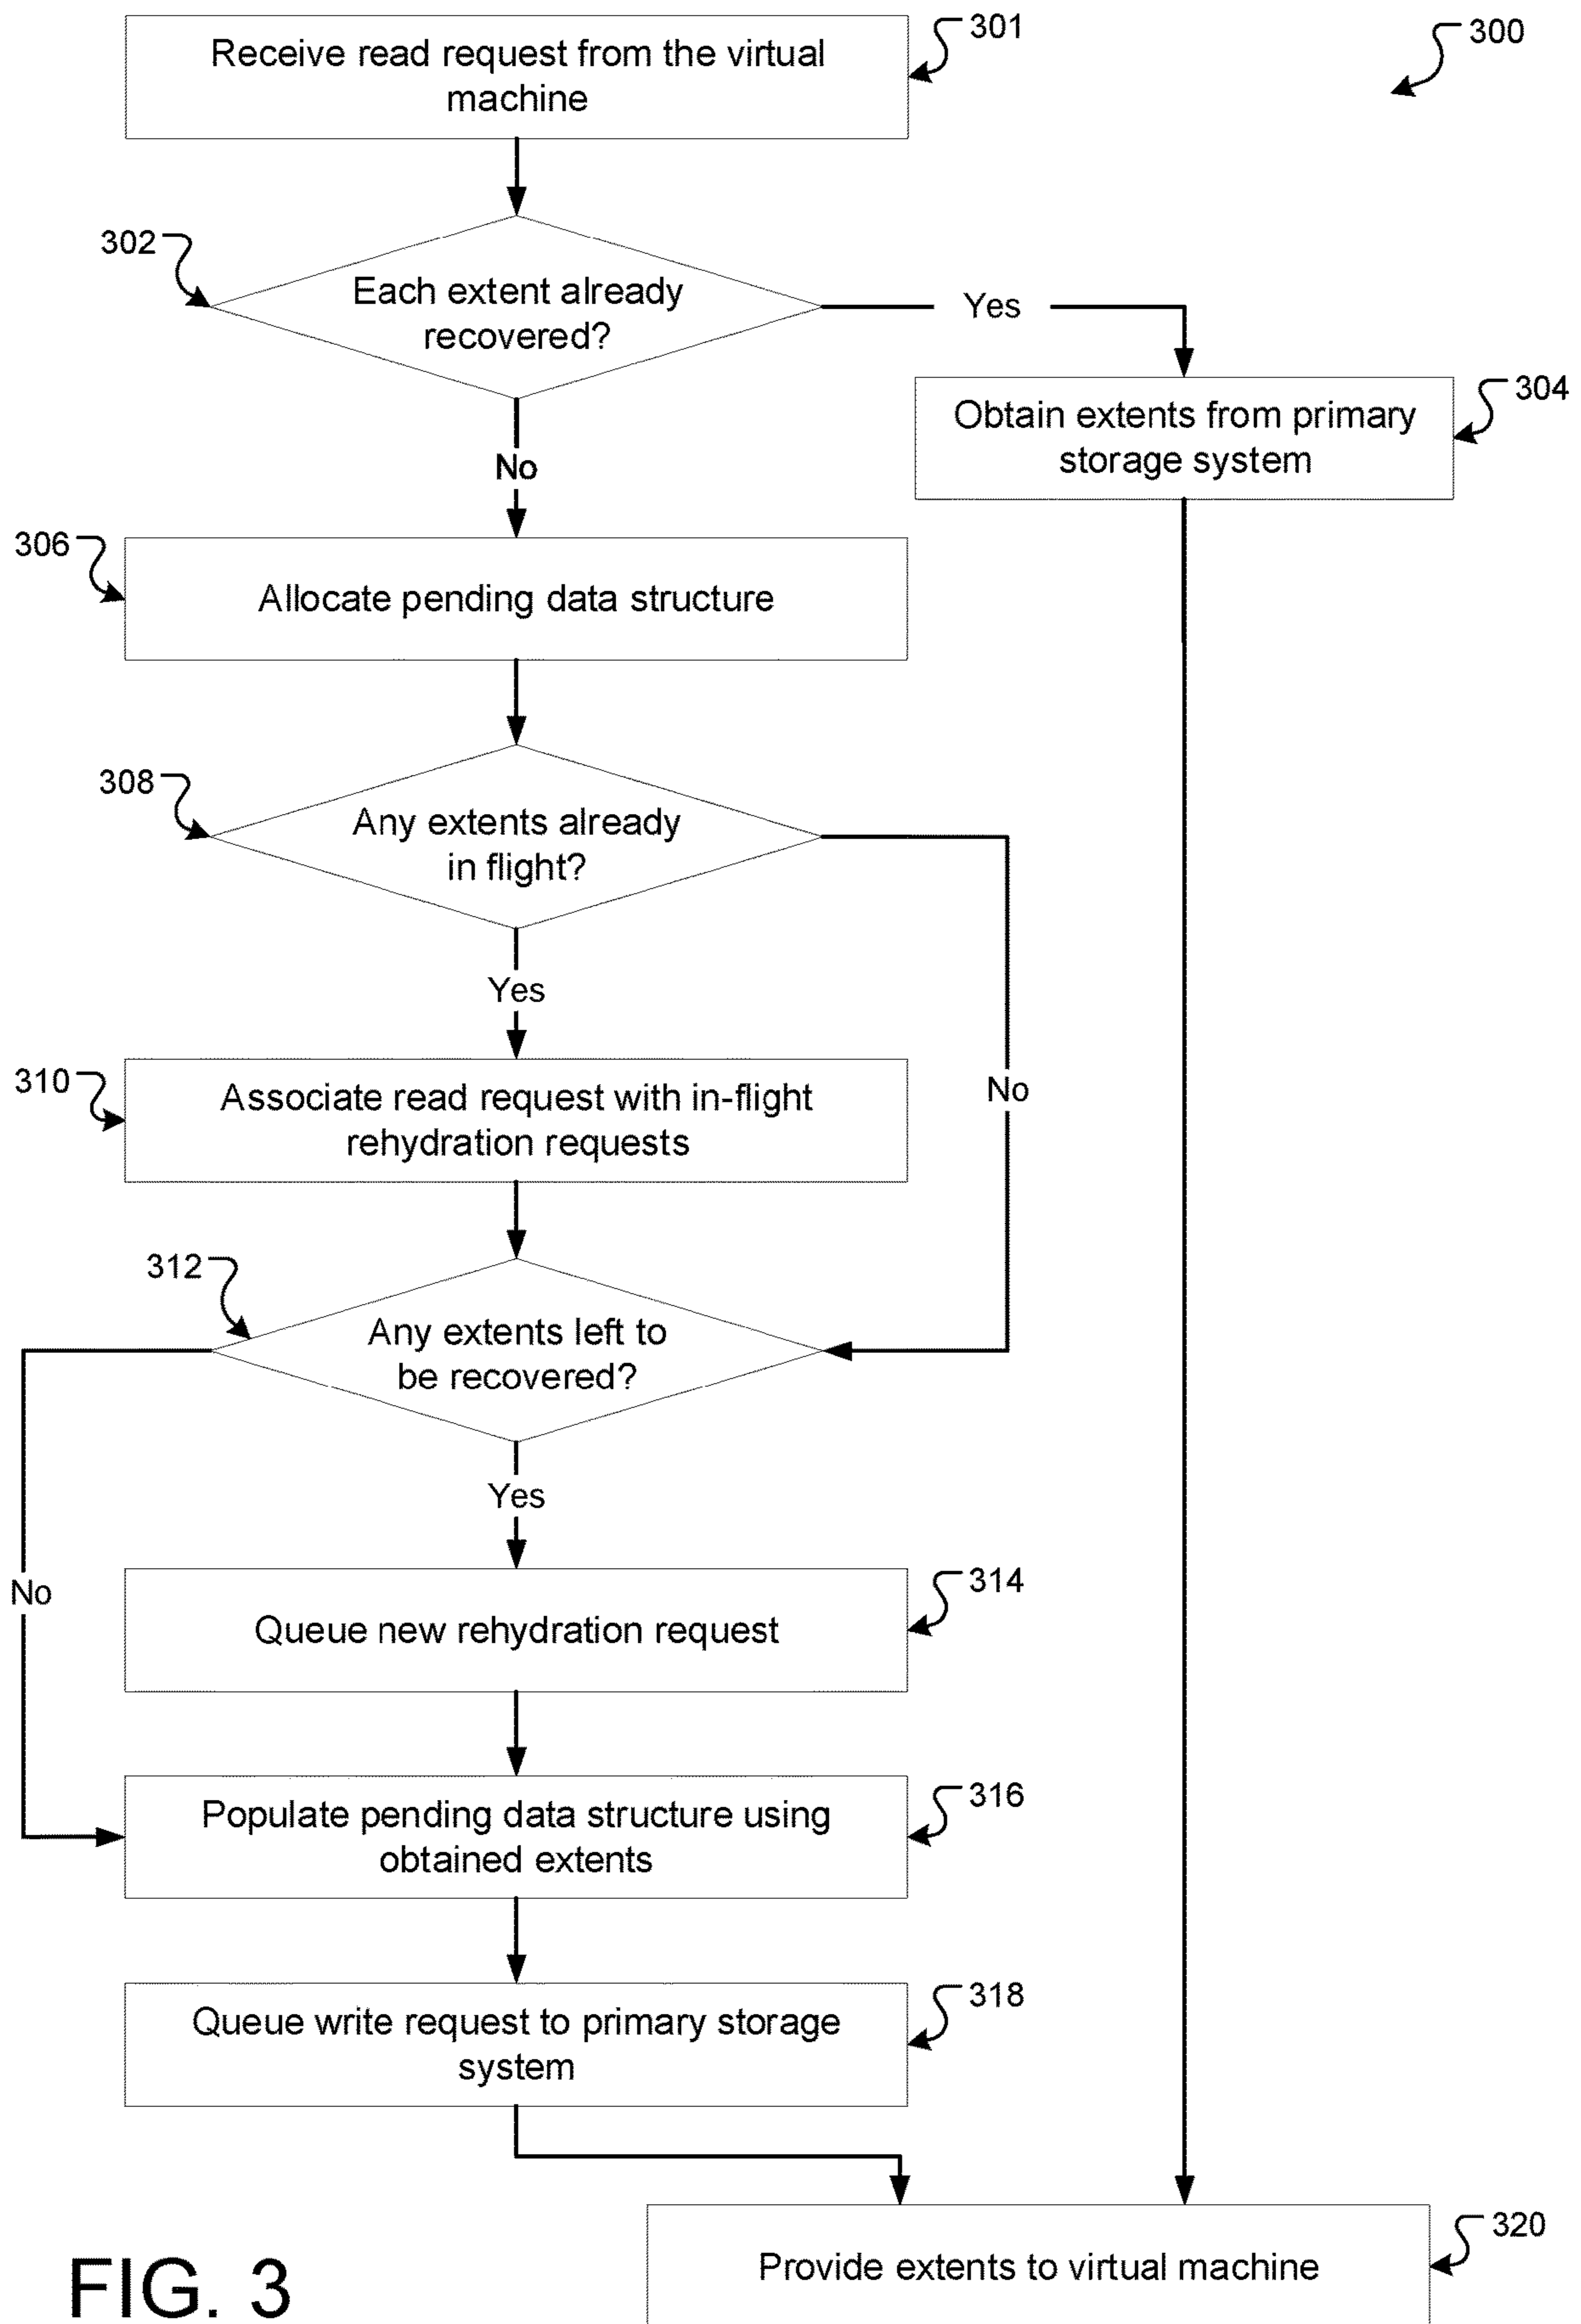 Receive read request from the virtual
machine
301
300
302
Each extent already
recovered?
Yes
304
Obtain extents from primary
storage system
No
306
Allocate pending data structure
308
Any extents already
in flight?
Yes
No
310
Associate read request with in-flight
rehydration requests
312
Any extents left to
be recovered?
Yes
No
314
Queue new rehydration request
316
Populate pending data structure using
obtained extents
318
Queue write request to primary storage
system
320
Provide extents to virtual machine
FIG. 3